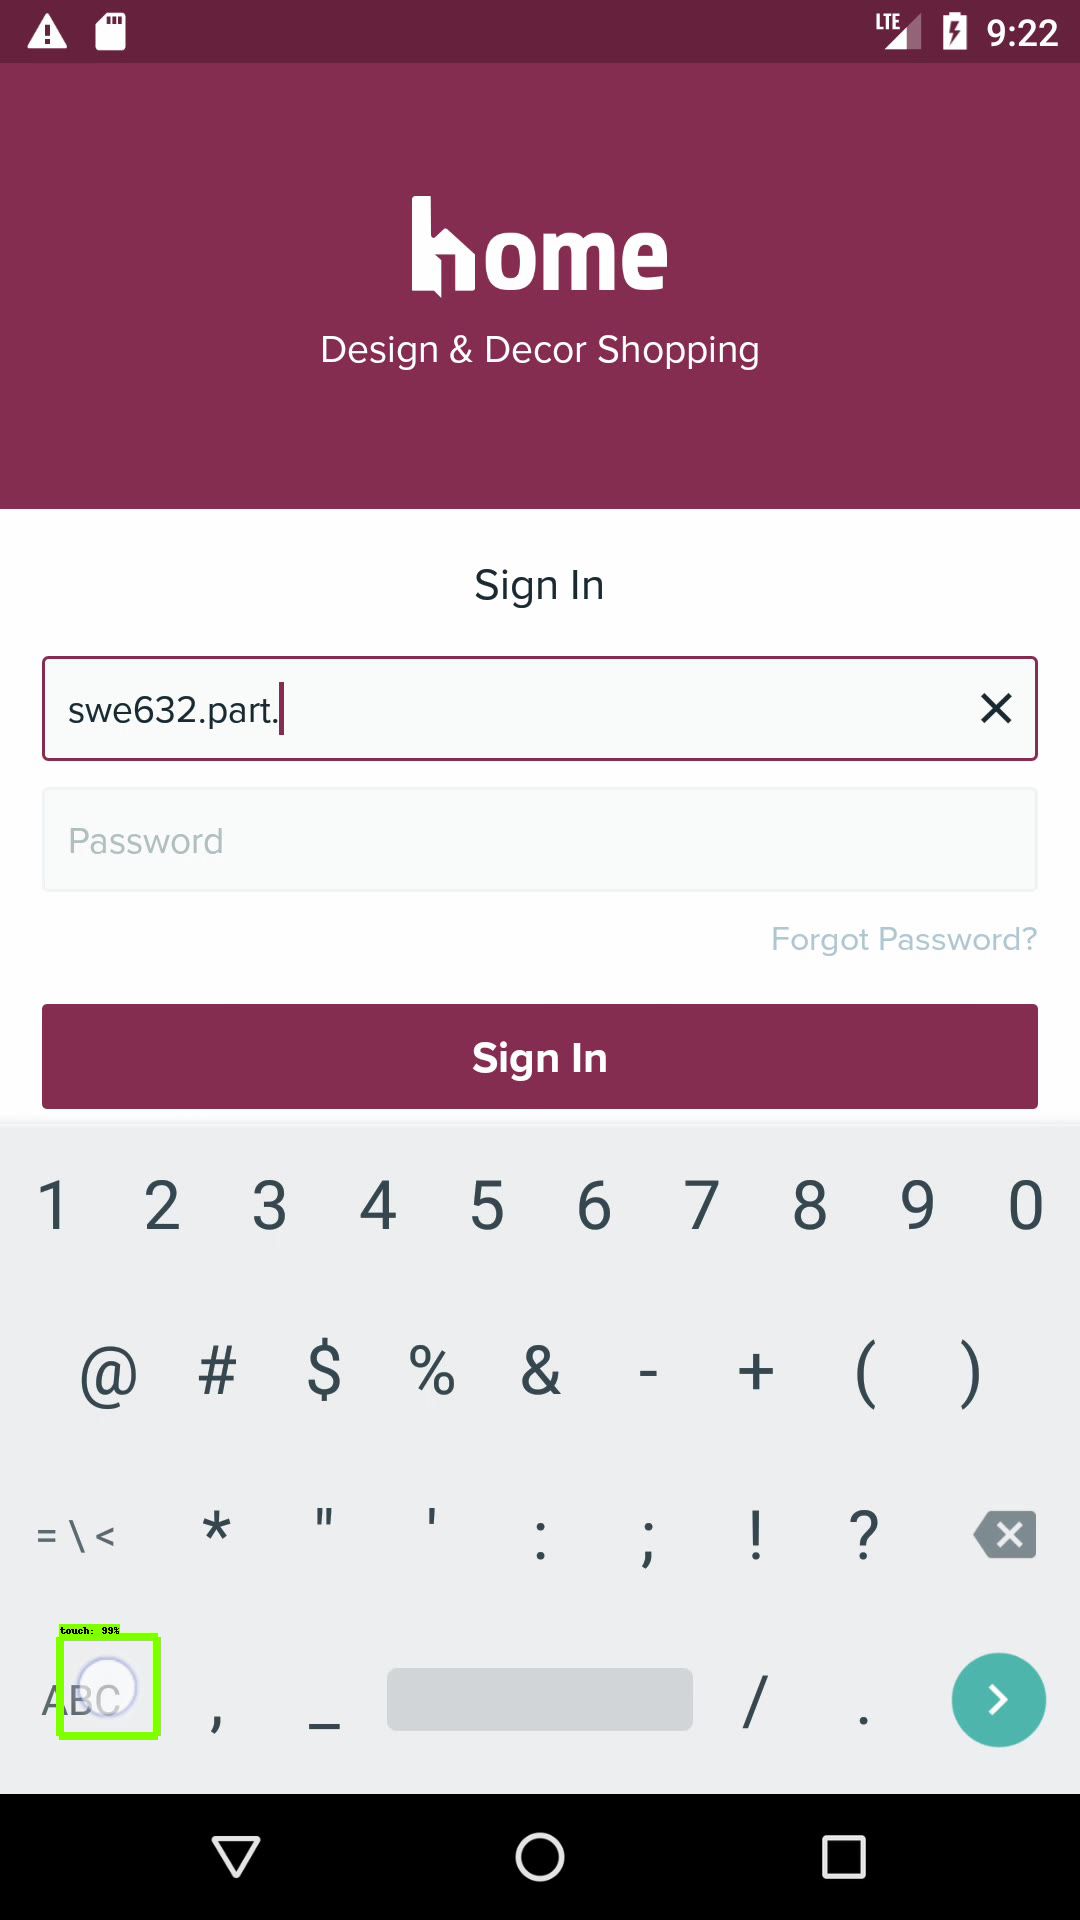 LTE 9:22
home
Design & Decor Shopping
Sign In
swe632.part.
Password
Forgot Password?
Sign In
1 2 3 4 5 6 7 8 9 0
@ # $ % & - + ( )
= \ < * " ' : ; ! ?
touch: 99%
ABC , _ / .